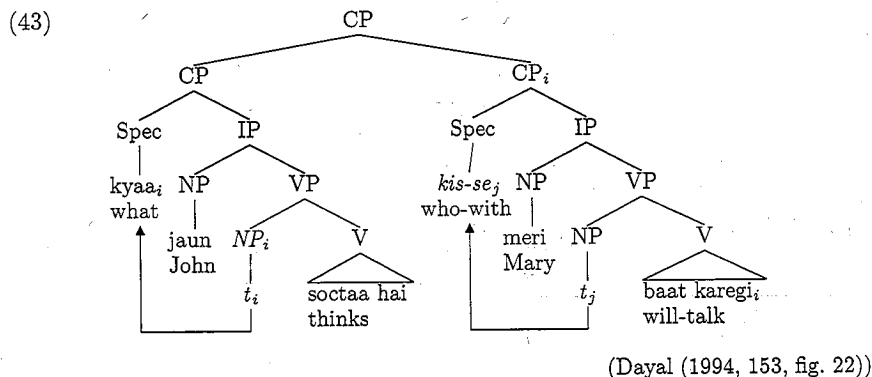 (43)
CP
CP CPᵢ
Spec IP Spec IP
kyaaᵢ NP VP kis-seⱼ NP VP
what who-with
jaun NPᵢ V meri NP V
John Mary
tᵢ soctaa hai tⱼ baat karegiᵢ
thinks will-talk
(Dayal (1994, 153, fig. 22))